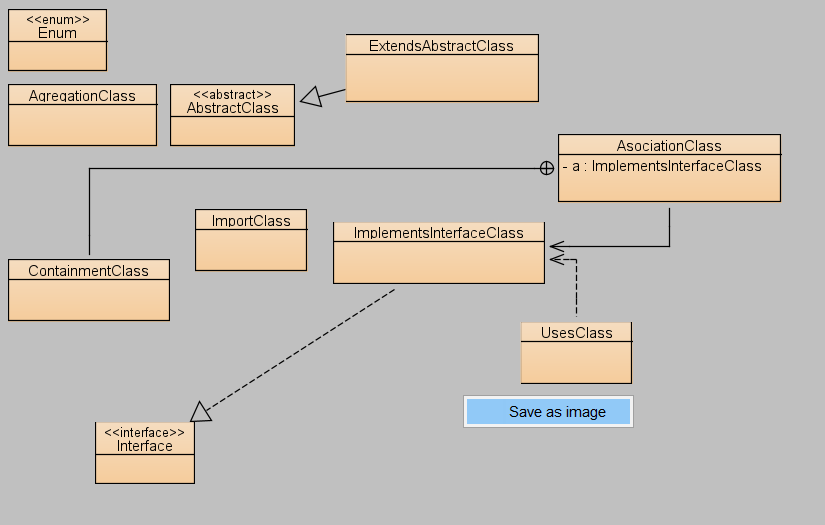 <<enum>>
Enum
ExtendsAbstractClass
AgregationClass
<<abstract>>
AbstractClass
AsociationClass
- a : ImplementsInterfaceClass
ImportClass
ImplementsInterfaceClass
ContainmentClass
UsesClass
Save as image
<<interface>>
Interface